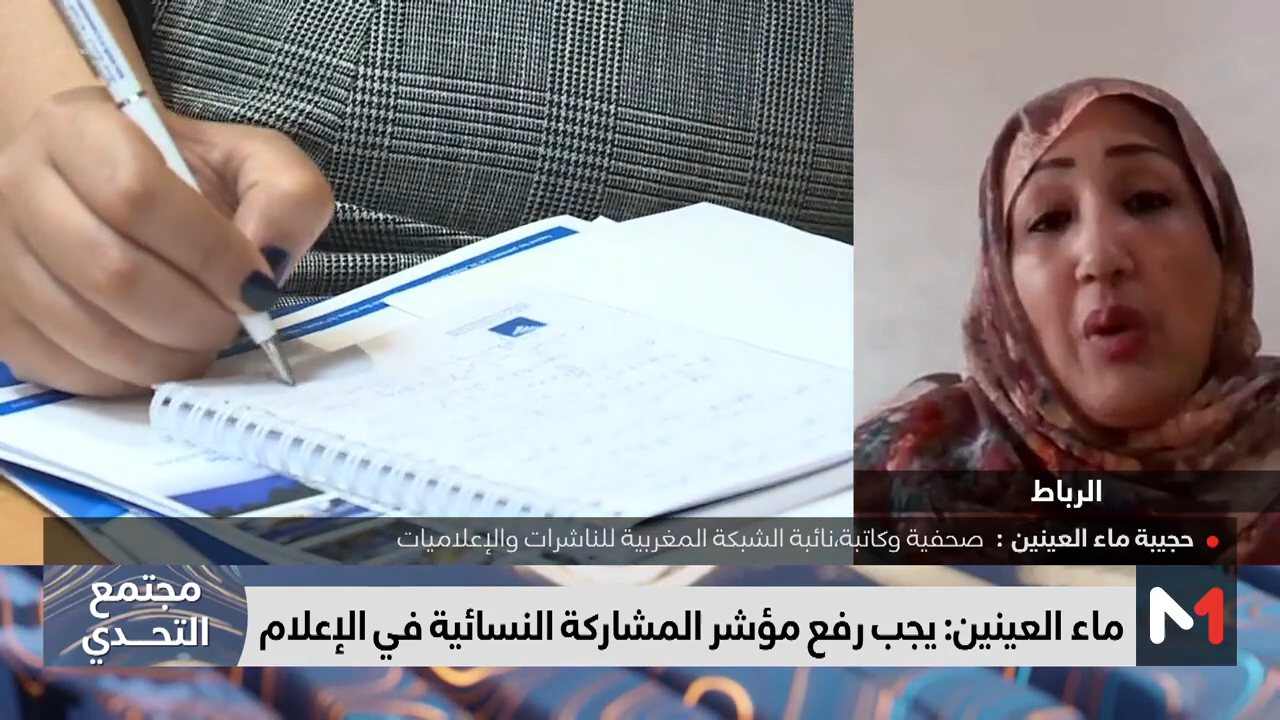 الرباط
حجيبة ماء العينين : صحفية وكاتبة،نائبة الشبكة المغربية للناشرات والإعلاميات
ماء العينين: يجب رفع مؤشر المشاركة النسائية في الإعلام
مجتمع
التحدي
M1